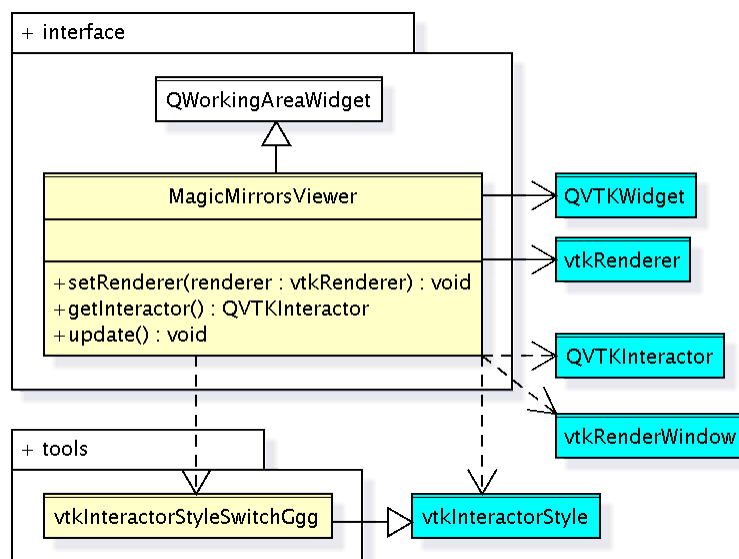 + interface
QWorkingAreaWidget
MagicMirrorsViewer
QVTKWidget
vtkRenderer
+setRenderer(renderer : vtkRenderer) : void
+getInteractor() : QVTKInteractor
+update() : void
QVTKInteractor
vtkRenderWindow
+ tools
vtkInteractorStyleSwitchGgg
vtkInteractorStyle